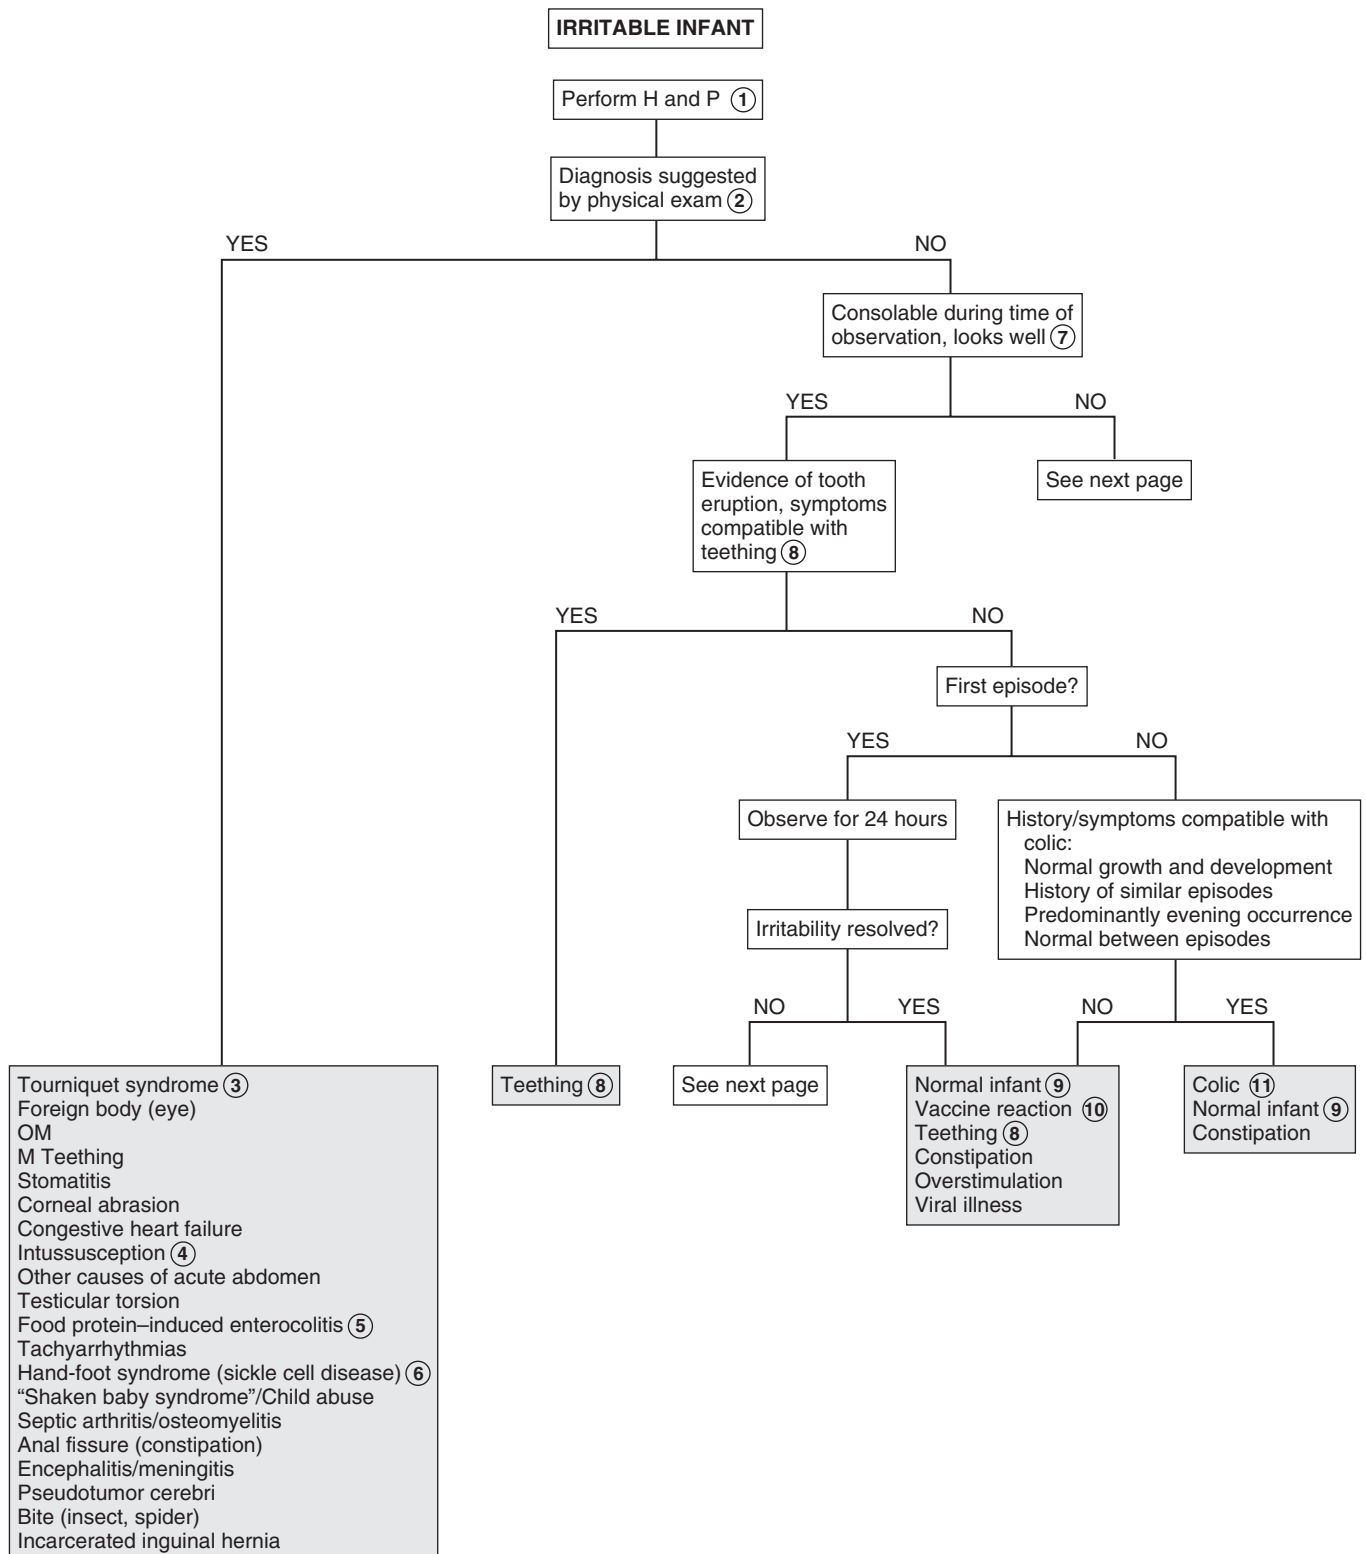 IRRITABLE INFANT
Perform H and P 1
Diagnosis suggested
by physical exam 2
YES
NO
Consolable during time of
observation, looks well 7
YES
NO
Evidence of tooth
eruption, symptoms
compatible with
teething 8
See next page
YES
NO
First episode?
YES
NO
Observe for 24 hours
History/symptoms compatible with
colic:
Normal growth and development
History of similar episodes
Predominantly evening occurrence
Normal between episodes
Irritability resolved?
NO
YES
NO
YES
Tourniquet syndrome 3
Foreign body (eye)
OM
M Teething
Stomatitis
Corneal abrasion
Congestive heart failure
Intussusception 4
Other causes of acute abdomen
Testicular torsion
Food protein–induced enterocolitis 5
Tachyarrhythmias
Hand-foot syndrome (sickle cell disease) 6
“Shaken baby syndrome”/Child abuse
Septic arthritis/osteomyelitis
Anal fissure (constipation)
Encephalitis/meningitis
Pseudotumor cerebri
Bite (insect, spider)
Incarcerated inguinal hernia
Teething 8
See next page
Normal infant 9
Vaccine reaction 10
Teething 8
Constipation
Overstimulation
Viral illness
Colic 11
Normal infant 9
Constipation